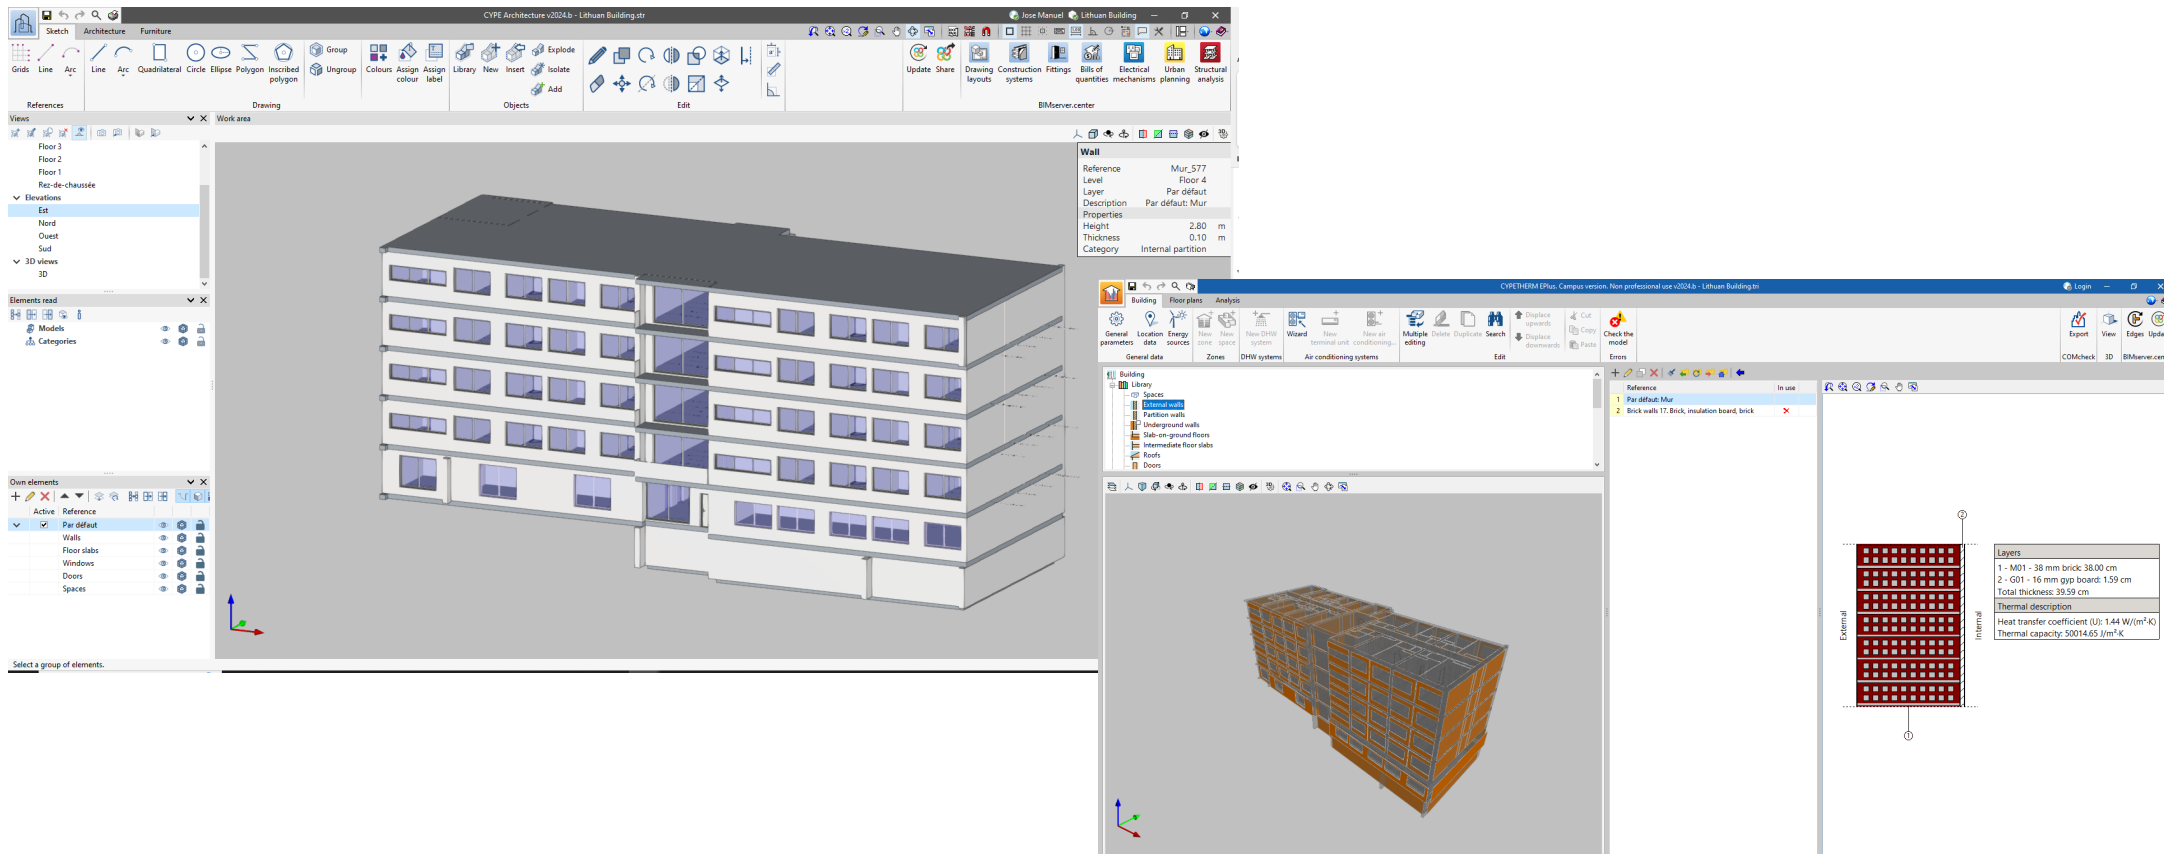 CYPE Architecture v2024.b - Lithuan Building.str
Jose Manuel Lithuan Building
Sketch Architecture Furniture
Grids Line Arc Line Arc Quadrilateral Circle Ellipse Polygon Inscribed polygon
Group
Ungroup
Colours Assign colour Assign label
Library New Insert
Explode
Isolate
Add
Update Share Drawing layouts Construction systems Fittings Bills of quantities Electrical mechanisms Urban planning Structural analysis
References Drawing Objects Edit BIMserver.center
Views
Work area
Floor 3
Floor 2
Floor 1
Rez-de-chaussée
Elevations
Est
Nord
Ouest
Sud
3D views
3D
Elements read
Models
Categories
Own elements
Active Reference
Par défaut
Walls
Floor slabs
Windows
Doors
Spaces
Select a group of elements.
Wall
Reference Mur_577
Level Floor 4
Layer Par défaut
Description Par défaut: Mur
Properties
Height 2.80 m
Thickness 0.10 m
Category Internal partition
CYPETHERM EPlus. Campus version. Non professional use v2024.b - Lithuan Building.tri
Login
Building Floor plans Analysis
General parameters Location data Energy sources
New zone New space
New DHW system
Wizard New terminal unit New air conditioning...
Multiple editing Delete Duplicate Search
Displace upwards
Displace downwards
Cut
Copy
Paste
Check the model
Export View Edges Upda
General data Zones DHW systems Air conditioning systems Edit Errors COMcheck 3D BIMserver.cen
Building
Library
Spaces
External walls
Partition walls
Underground walls
Slab-on-ground floors
Intermediate floor slabs
Roofs
Doors
Reference In use
1 Par défaut: Mur
2 Brick walls 17. Brick, insulation board, brick
2
External
Internal
1
Layers
1 - M01 - 38 mm brick: 38.00 cm
2 - G01 - 16 mm gyp board: 1.59 cm
Total thickness: 39.59 cm
Thermal description
Heat transfer coefficient (U): 1.44 W/(m²·K)
Thermal capacity: 50014.65 J/m²·K